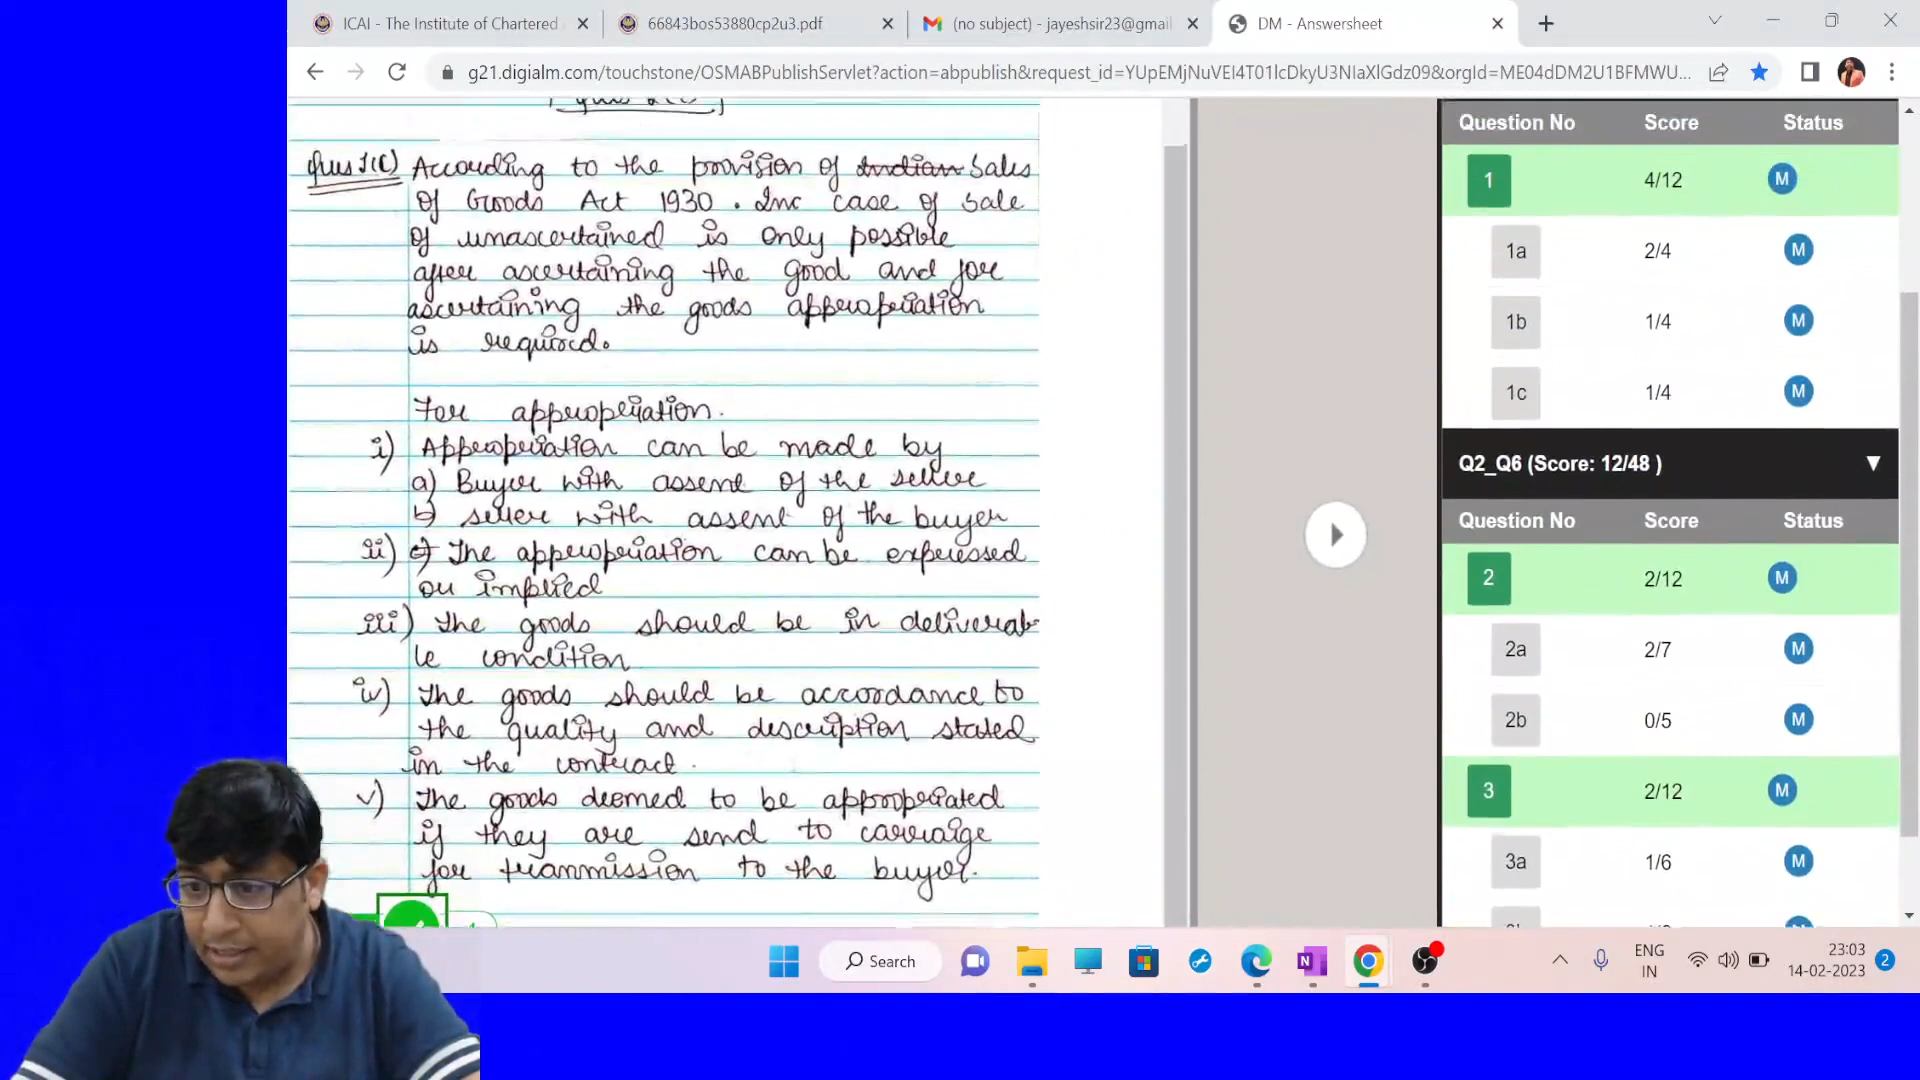 ICAI - The Institute of Chartered
66843bos53880cp2u3.pdf
(no subject) - jayeshsir23@gmail
DM - Answersheet
g21.digialm.com/touchstone/OSMABPublishServlet?action=abpublish&request_id=YUpEMjNuVEI4T01lcDkyU3NIaXlGdz09&orgId=ME04dDM2U1BFMWU...
Ques 1(C) According to the provision of Indian Sales
Of Goods Act 1930. Inc case of sale
of unascertained is only possible
after ascertaining the good and for
ascertaining the goods appropriation
is required.
For appropriation.
i) Appropriation can be made by
a) Buyer with assent of the seller
b) seller with assent of the buyer
ii) c) The appropriation can be expressed
or implied
iii) The goods should be in deliverab
le condition
iv) The goods should be accordance to
the quality and description stated
in the contract.
v) The goods deemed to be appropriated
if they are send to carraige
for tranmission to the buyer.
Question No Score Status
1 4/12 M
1a 2/4 M
1b 1/4 M
1c 1/4 M
Q2_Q6 (Score: 12/48 ) ▼
Question No Score Status
2 2/12 M
2a 2/7 M
2b 0/5 M
3 2/12 M
3a 1/6 M
Search
ENG
IN
23:03
14-02-2023
2